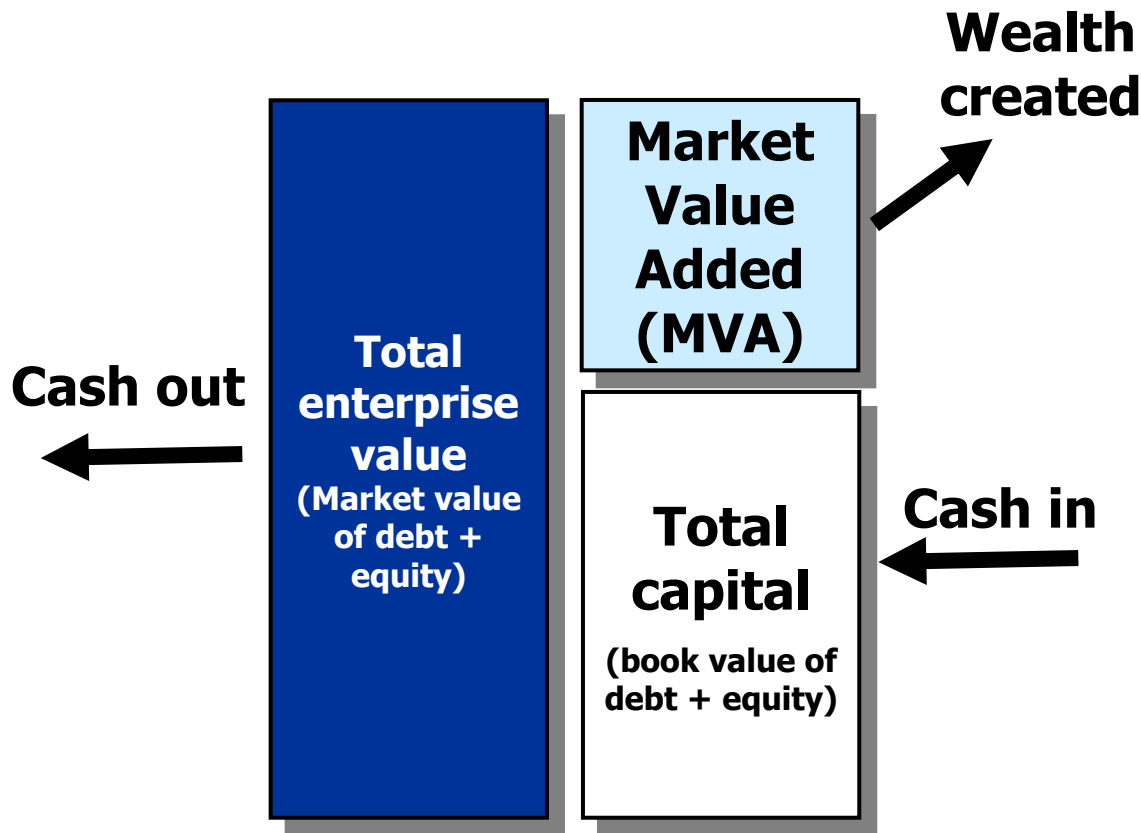 Wealth
created
Market
Value
Added
(MVA)
Cash out
Total
enterprise
value
(Market value
of debt +
equity)
Cash in
Total
capital
(book value of
debt + equity)